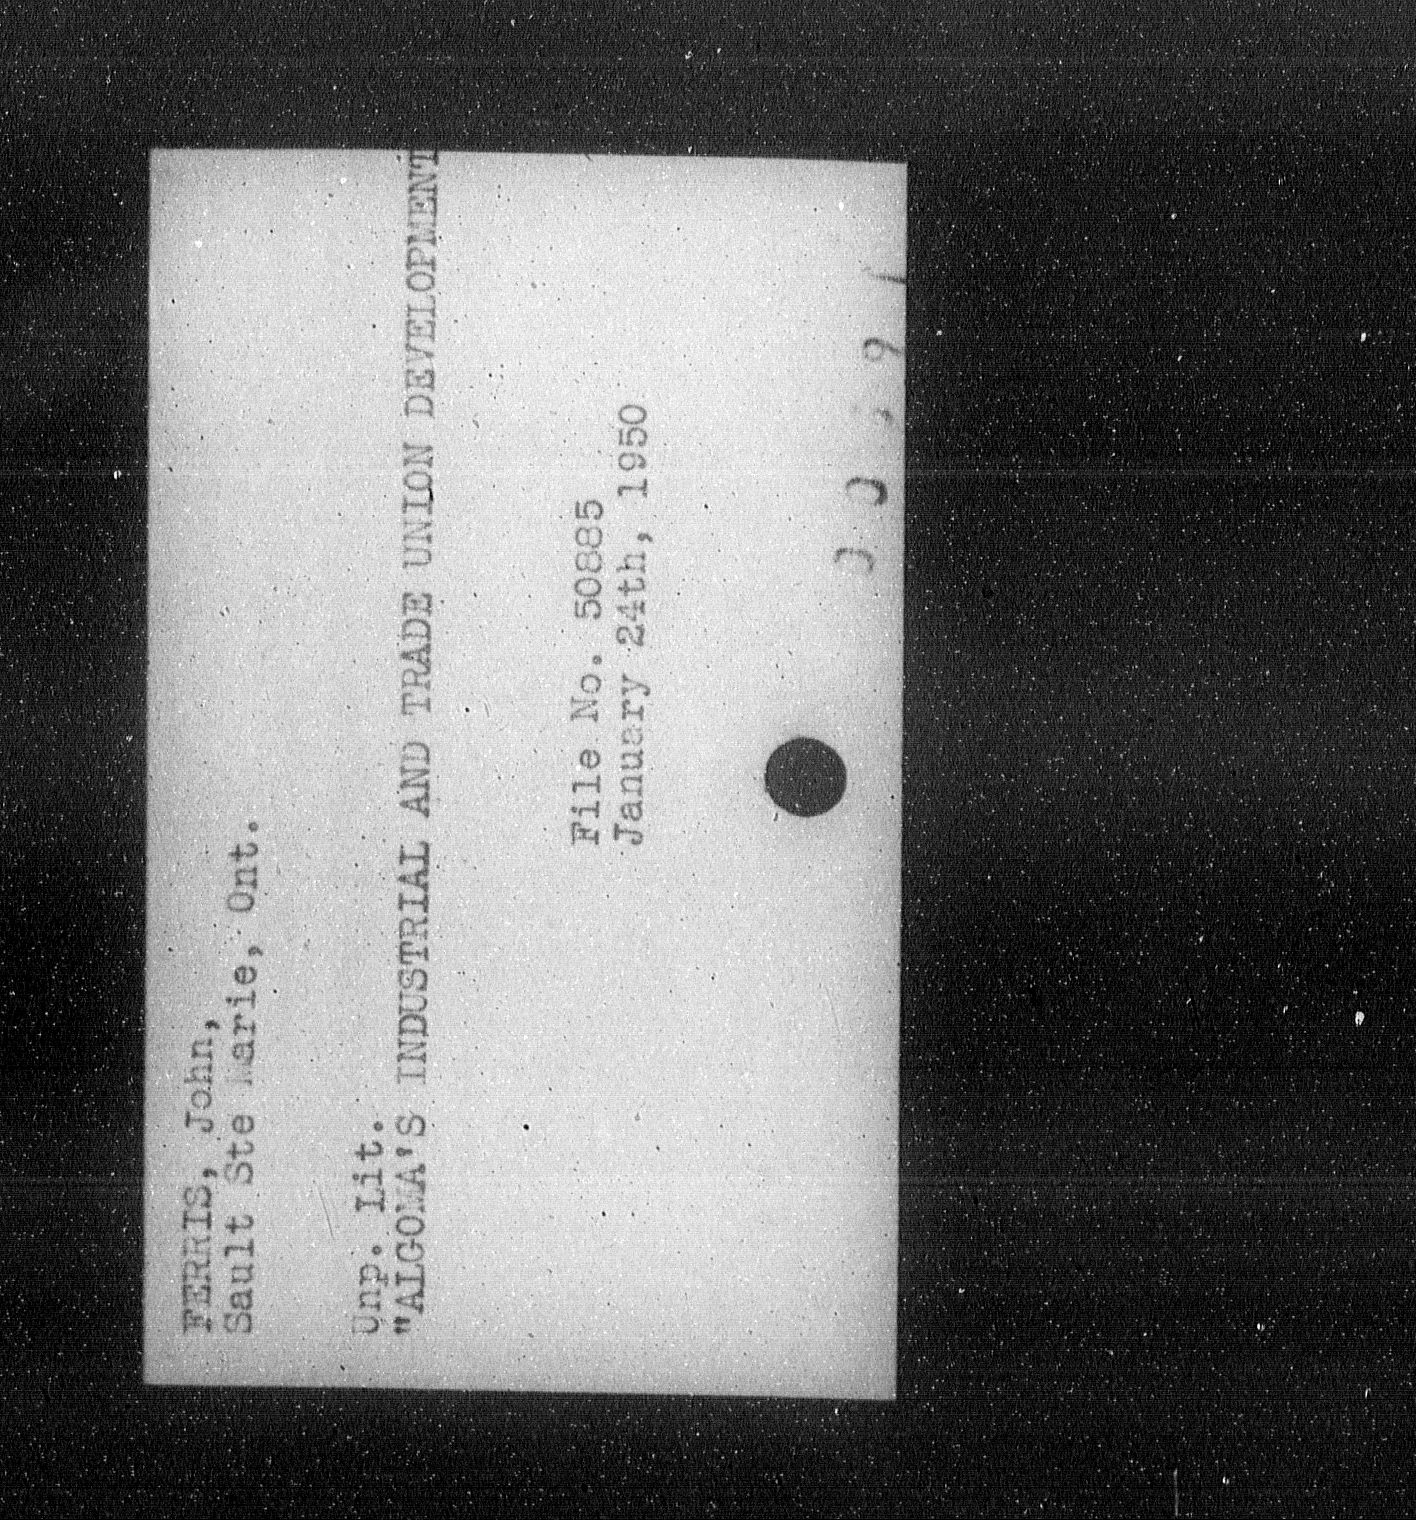 FERRIS, John,
Sault Ste Marie, Ont.
Unp. Lit.
"ALGOMA'S INDUSTRIAL AND TRADE UNION DEVELOPMENT
File No. 50885
January 24th, 1950